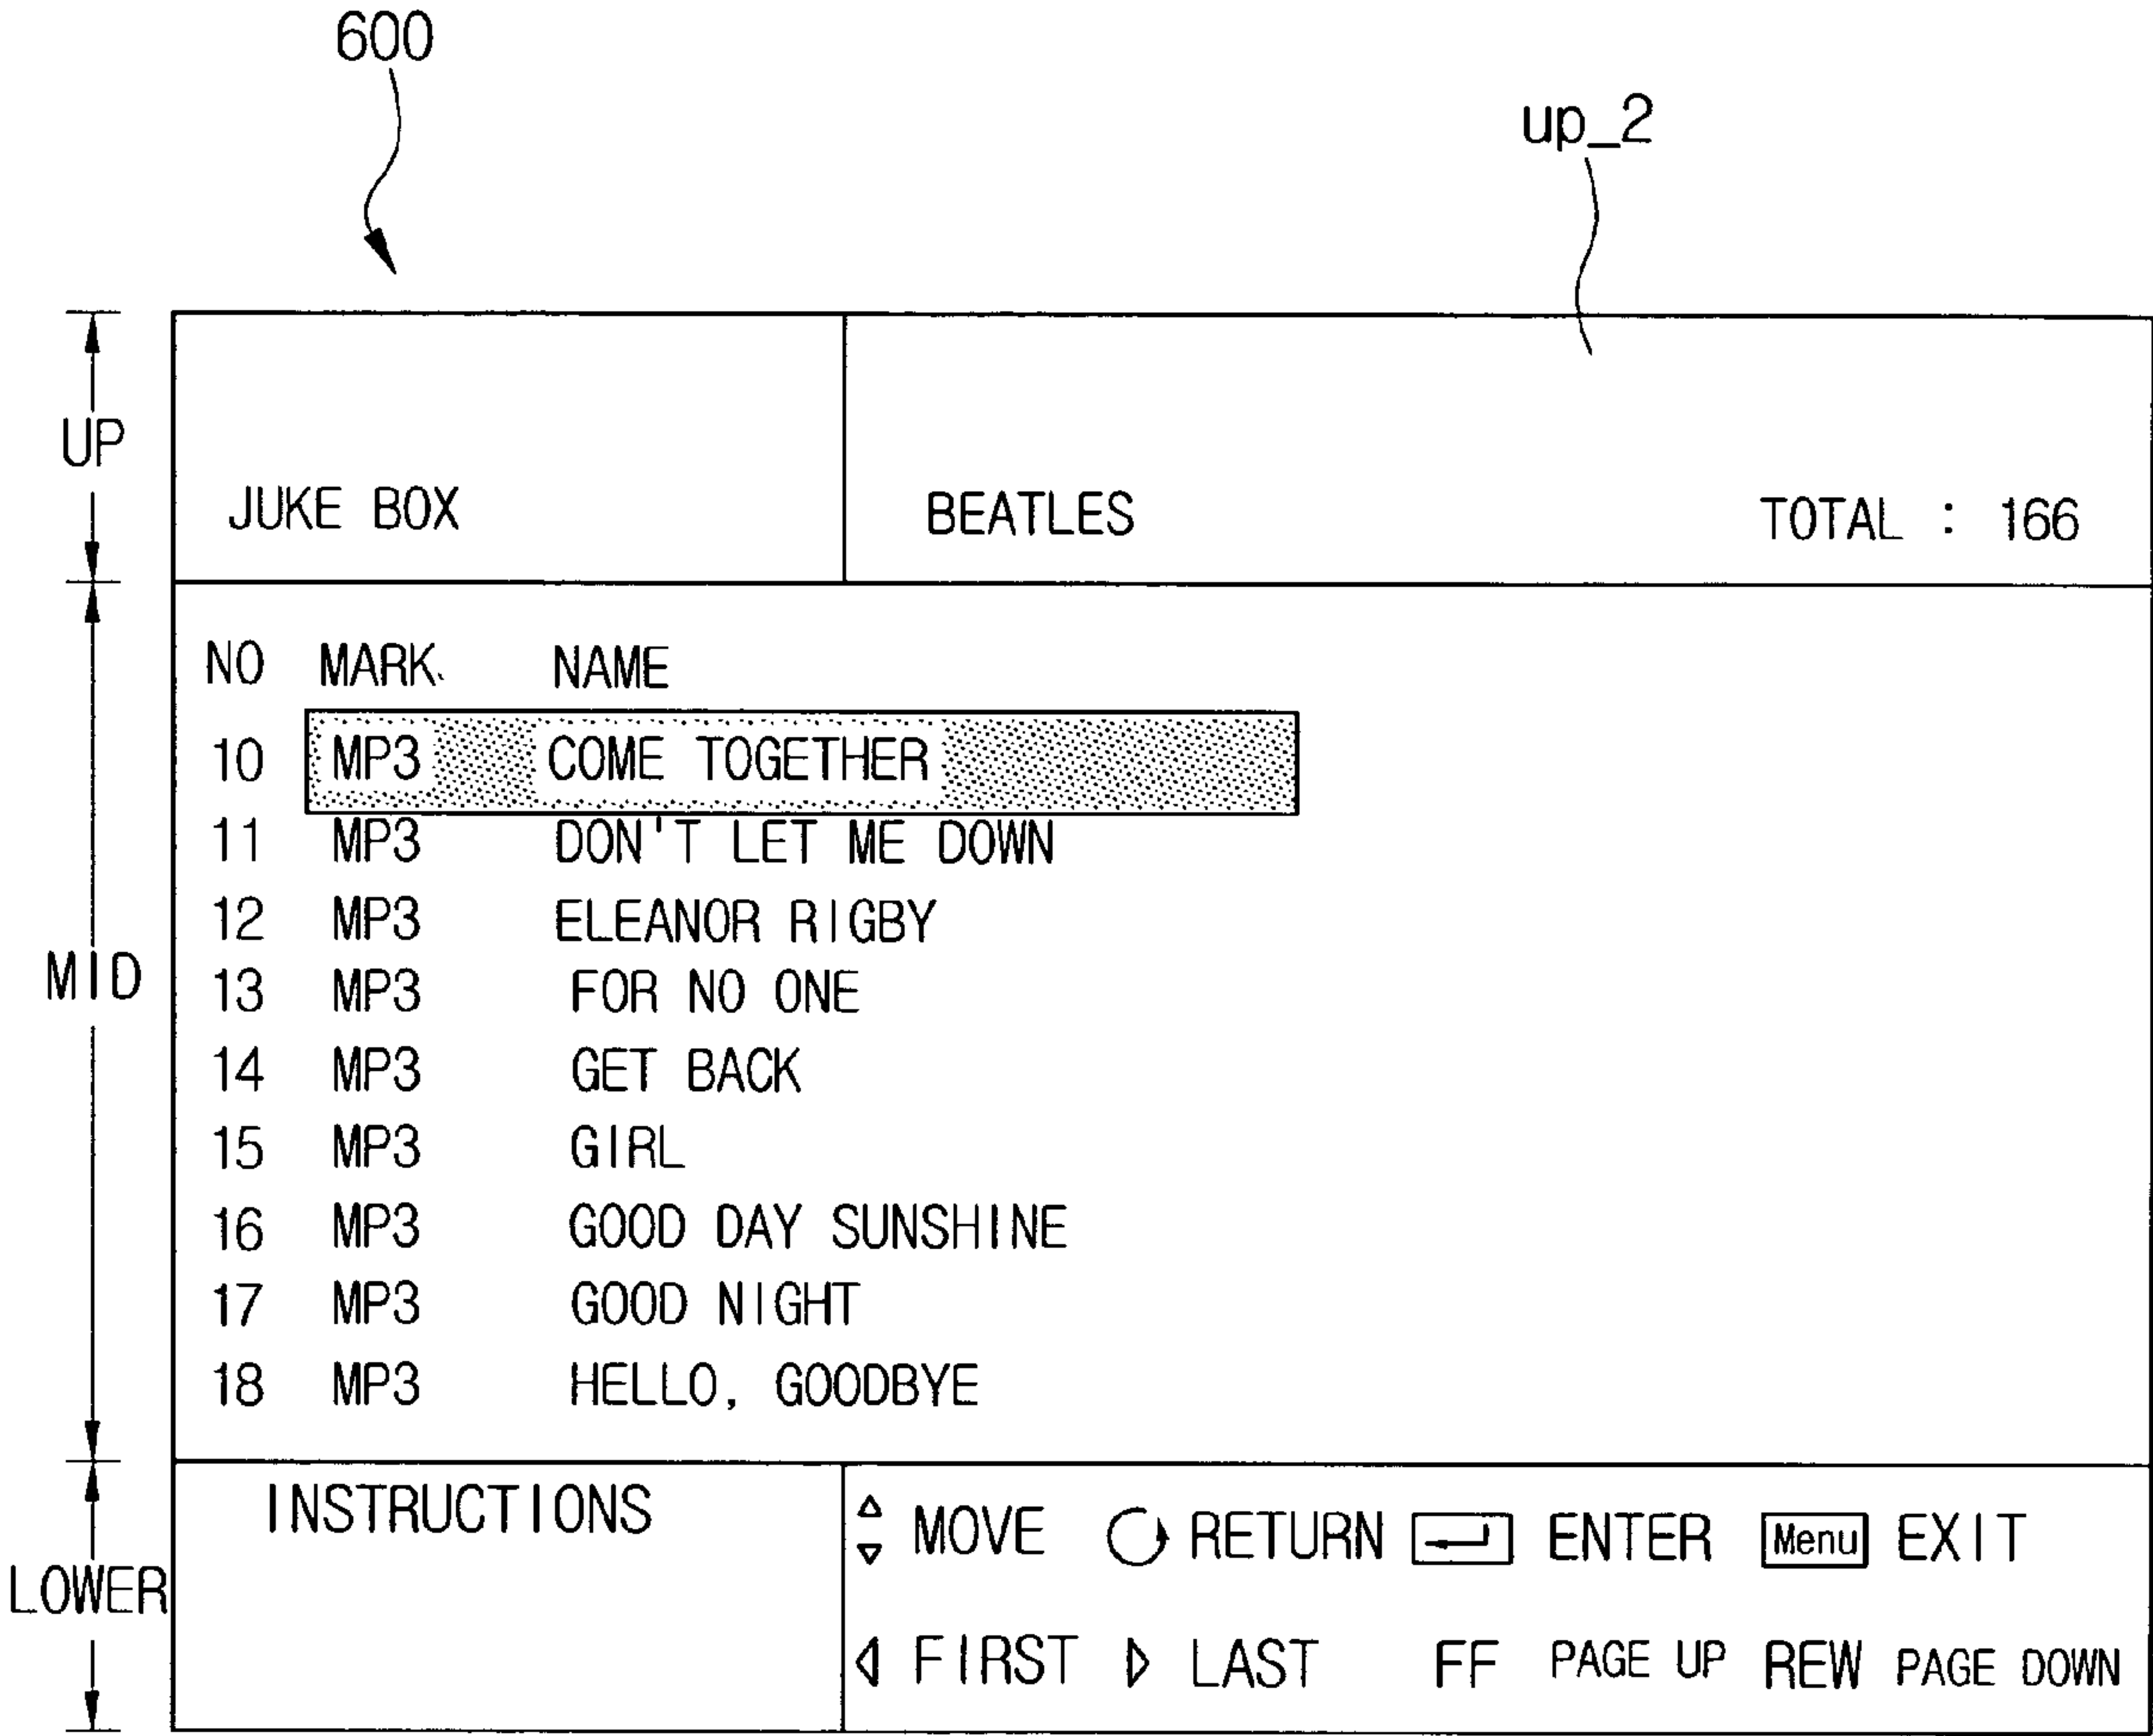 600
up_2
UP
JUKE BOX BEATLES TOTAL : 166
NO MARK NAME
10 MP3 COME TOGETHER
11 MP3 DON'T LET ME DOWN
12 MP3 ELEANOR RIGBY
MID
13 MP3 FOR NO ONE
14 MP3 GET BACK
15 MP3 GIRL
16 MP3 GOOD DAY SUNSHINE
17 MP3 GOOD NIGHT
18 MP3 HELLO, GOODBYE
LOWER
INSTRUCTIONS
MOVE RETURN ENTER Menu EXIT
FIRST LAST FF PAGE UP REW PAGE DOWN